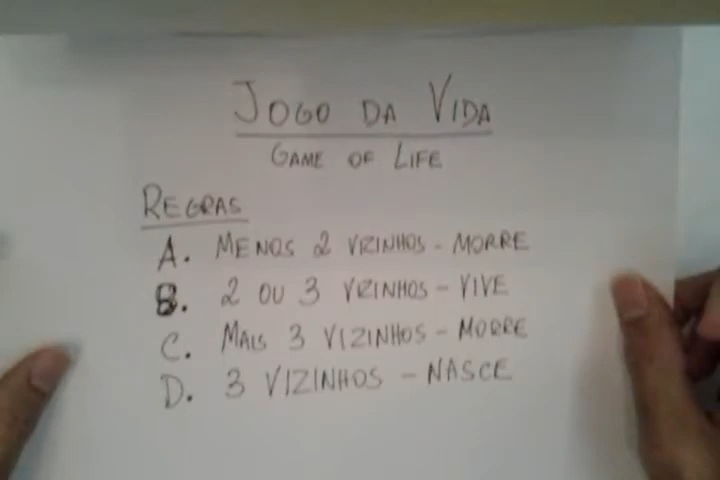 JOGO DA VIDA
GAME OF LIFE
REGRAS
A. MENOS 2 VIZINHOS - MORRE
B. 2 OU 3 VIZINHOS - VIVE
C. MAIS 3 VIZINHOS - MORRE
D. 3 VIZINHOS - NASCE